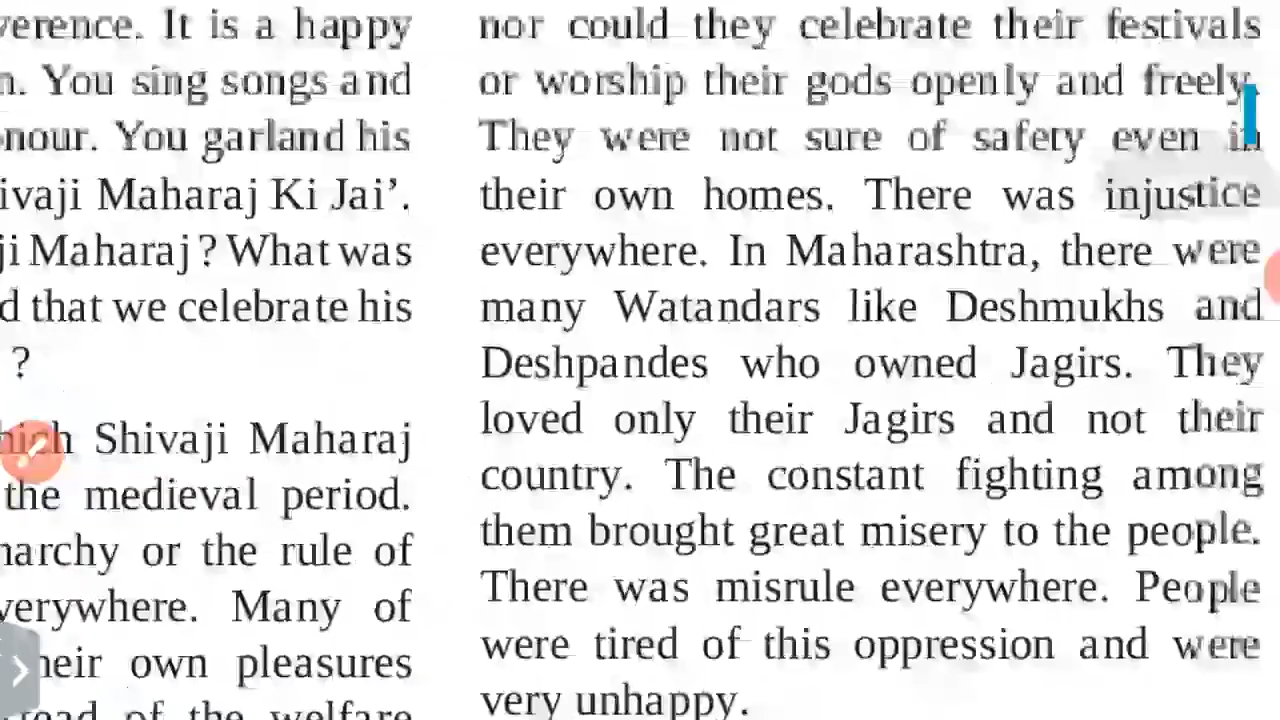 verence. It is a happy
n. You sing songs and
onour. You garland his
ivaji Maharaj Ki Jai'.
ji Maharaj ? What was
d that we celebrate his
?
hich Shivaji Maharaj
the medieval period.
narchy or the rule of
verywhere. Many of
heir own pleasures
tead of the welfare
nor could they celebrate their festivals
or worship their gods openly and freely.
They were not sure of safety even in
their own homes. There was injustice
everywhere. In Maharashtra, there were
many Watandars like Deshmukhs and
Deshpandes who owned Jagirs. They
loved only their Jagirs and not their
country. The constant fighting among
them brought great misery to the people.
There was misrule everywhere. People
were tired of this oppression and were
very unhappy.